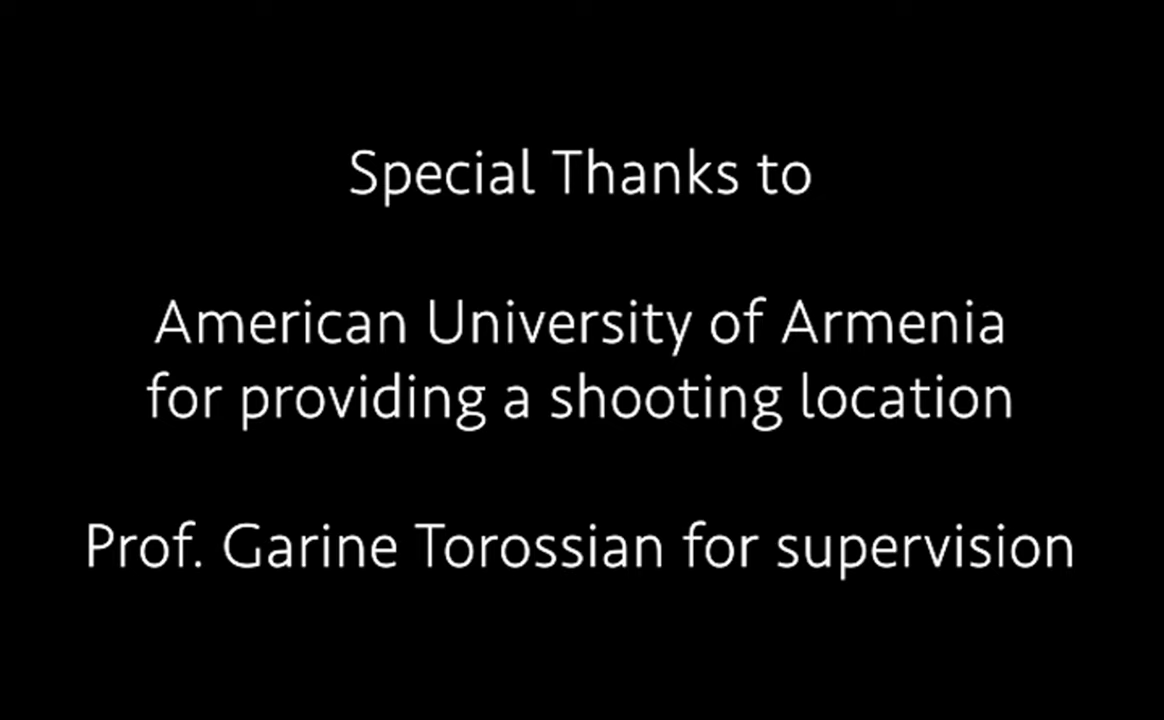 Special Thanks to
American University of Armenia
for providing a shooting location
Prof. Garine Torossian for supervision